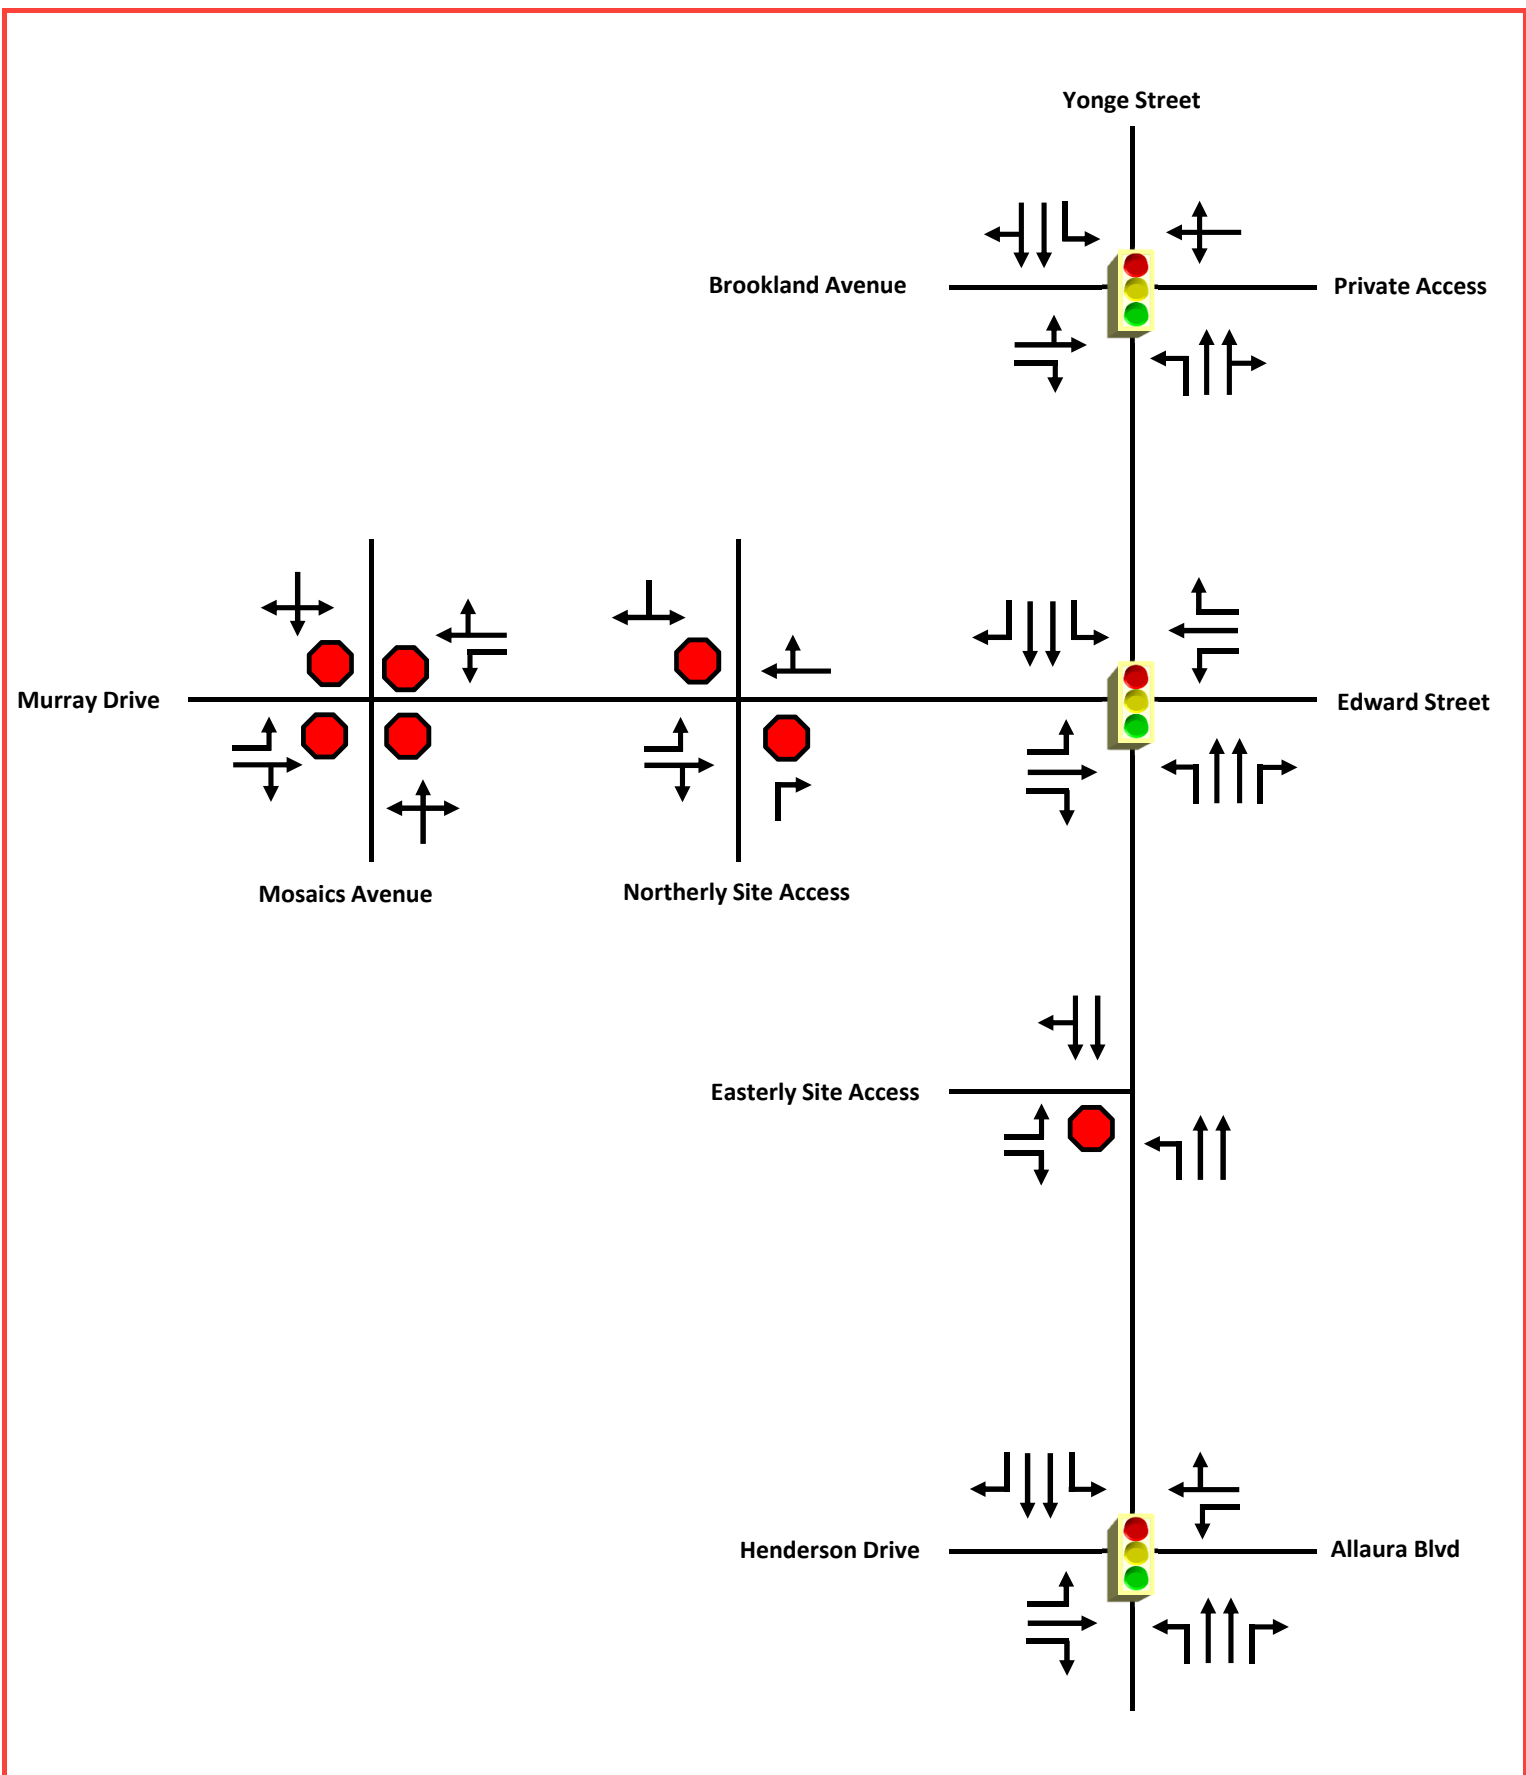 Yonge Street
Brookland Avenue
Private Access
Murray Drive
Edward Street
Mosaics Avenue
Northerly Site Access
Easterly Site Access
Henderson Drive
Allaura Blvd